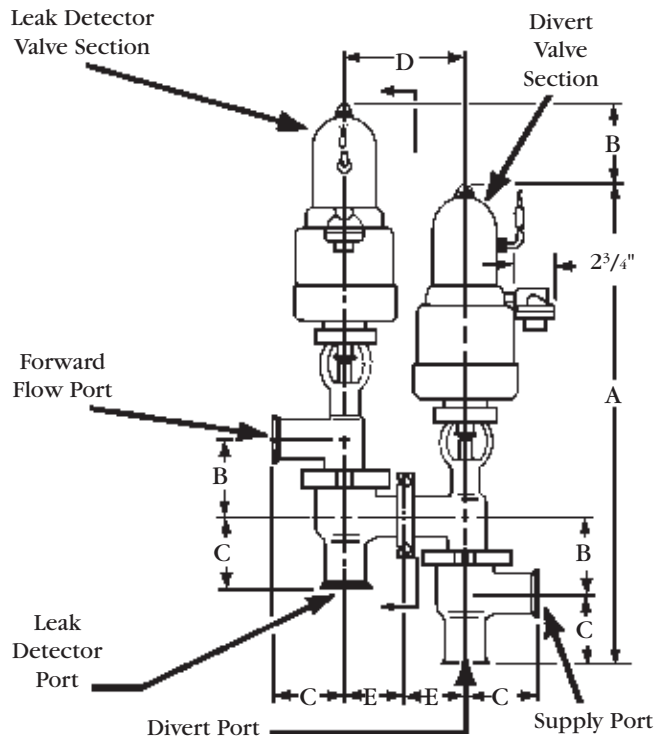 Leak Detector
Valve Section
Divert
Valve
Section
D
B
2³/₄"
Forward
Flow Port
A
B
C
B
C
Leak
Detector
Port
C
E
E
C
Divert Port
Supply Port